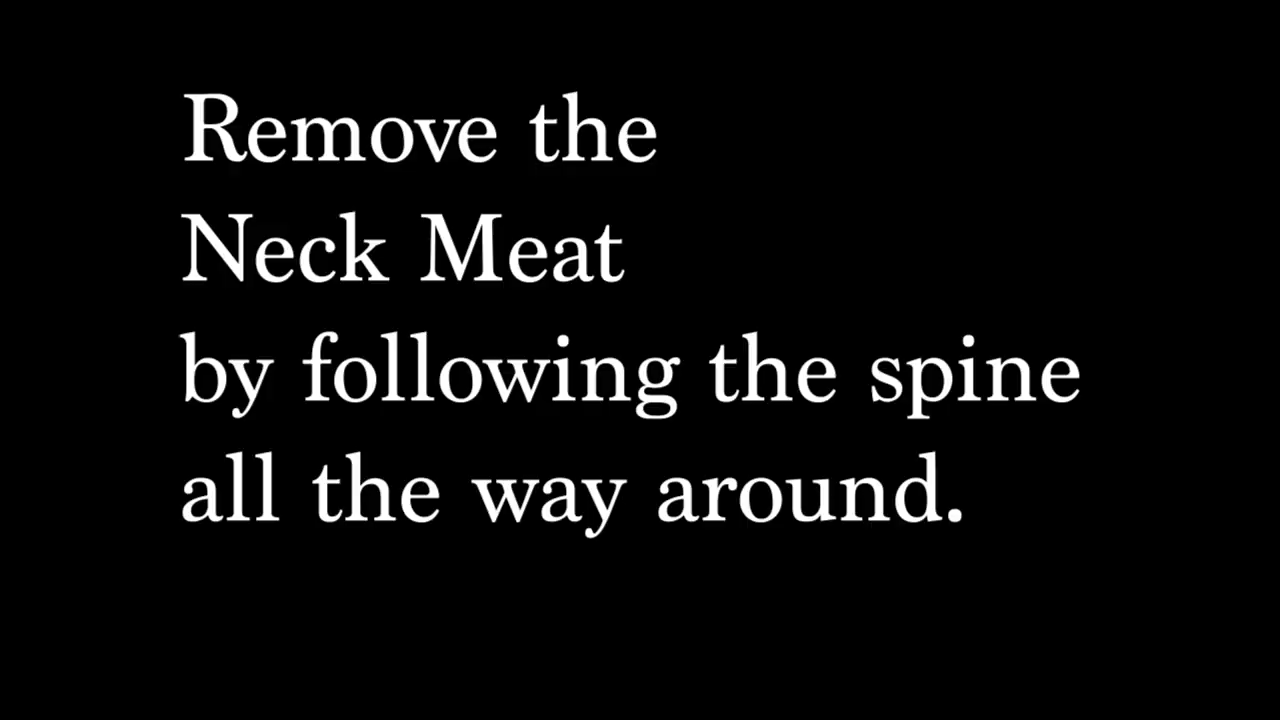 Remove the
Neck Meat
by following the spine
all the way around.